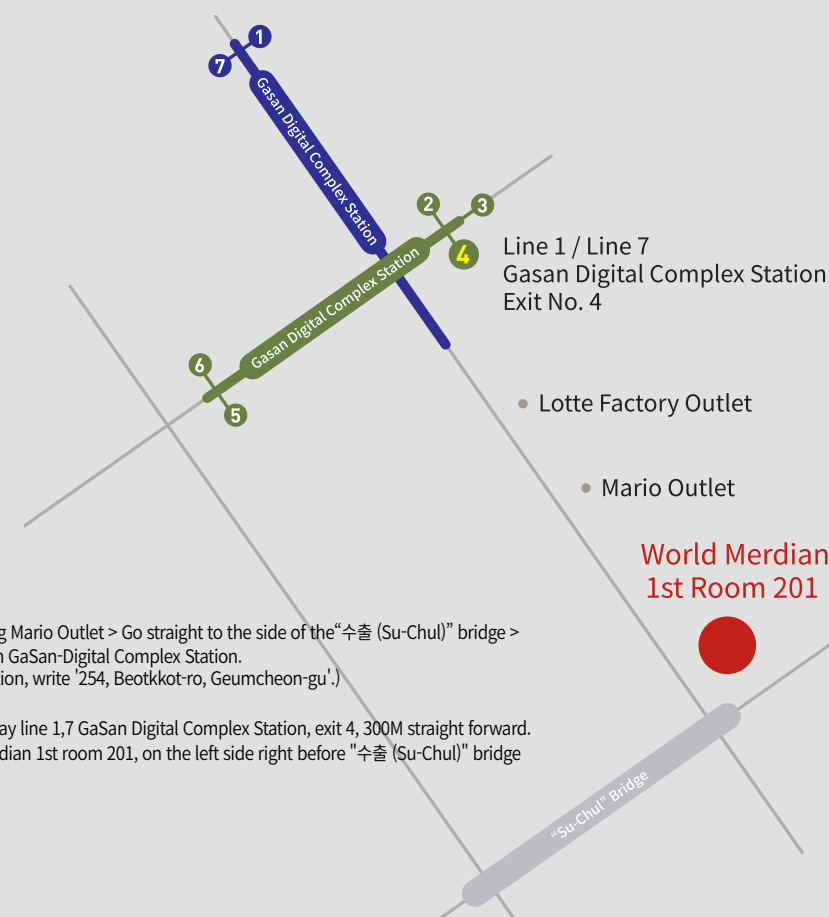 1
7
Gasan Digital Complex Station
2
3
4
Gasan Digital Complex Station
6
5
Line 1 / Line 7
Gasan Digital Complex Station
Exit No. 4
Lotte Factory Outlet
Mario Outlet
World Merdian
1st Room 201
g Mario Outlet > Go straight to the side of the“수출 (Su-Chul)” bridge >
n GaSan-Digital Complex Station.
tion, write '254, Beotkkot-ro, Geumcheon-gu'.)
ay line 1,7 GaSan Digital Complex Station, exit 4, 300M straight forward.
dian 1st room 201, on the left side right before "수출 (Su-Chul)" bridge
“Su-Chul” Bridge